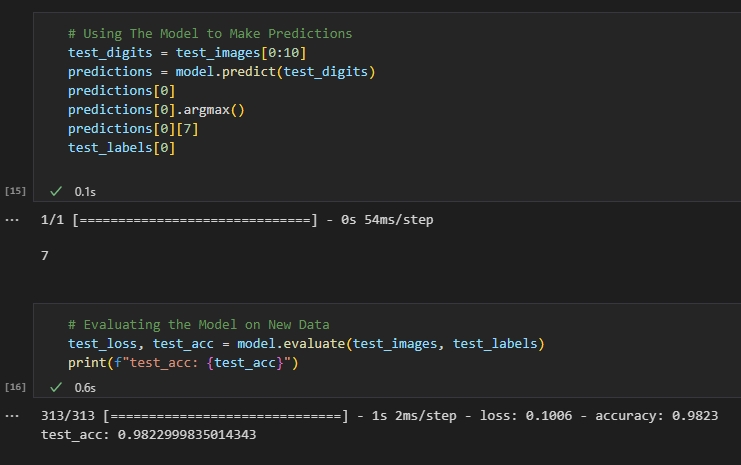 # Using The Model to Make Predictions
test_digits = test_images[0:10]
predictions = model.predict(test_digits)
predictions[0]
predictions[0].argmax()
predictions[0][7]
test_labels[0]
[15] ✓ 0.1s
... 1/1 [==============================] - 0s 54ms/step
7
# Evaluating the Model on New Data
test_loss, test_acc = model.evaluate(test_images, test_labels)
print(f"test_acc: {test_acc}")
[16] ✓ 0.6s
... 313/313 [==============================] - 1s 2ms/step - loss: 0.1006 - accuracy: 0.9823
test_acc: 0.9822999835014343